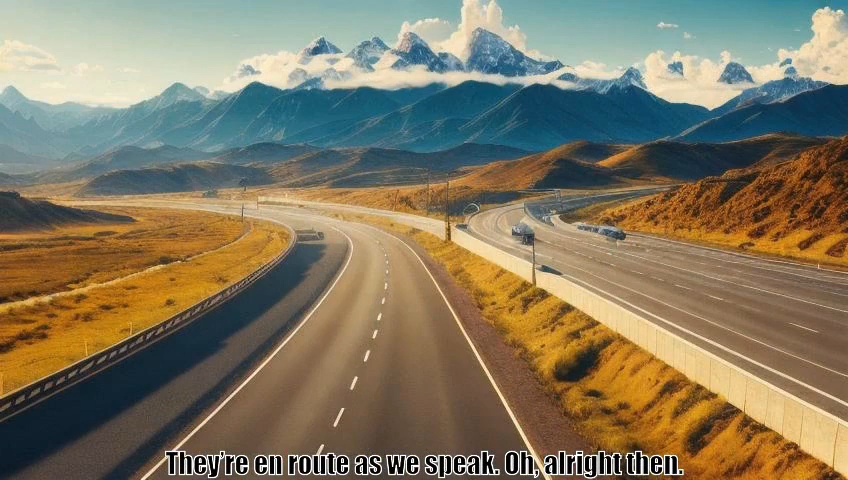 They're en route as we speak. Oh, alright then.